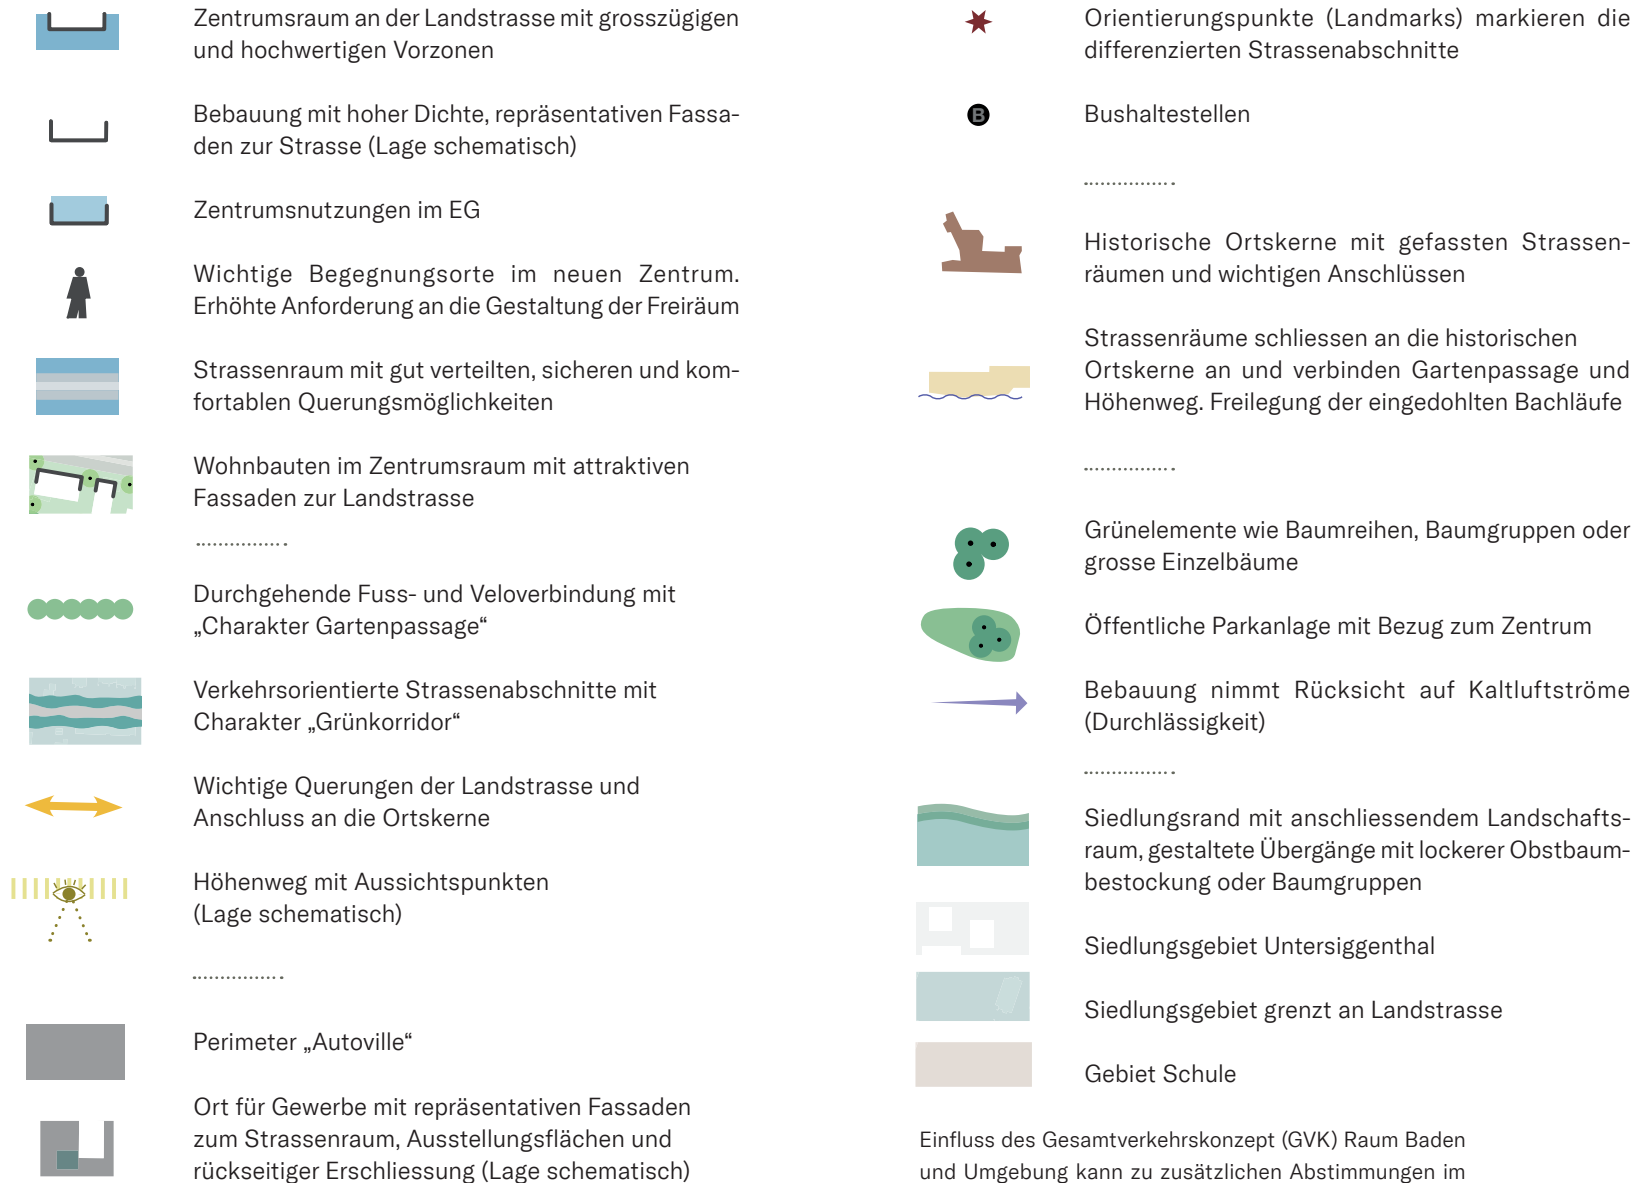 Zentrumsraum an der Landstrasse mit grosszügigen
und hochwertigen Vorzonen
Bebauung mit hoher Dichte, repräsentativen Fassa-
den zur Strasse (Lage schematisch)
Zentrumsnutzungen im EG
Wichtige Begegnungsorte im neuen Zentrum.
Erhöhte Anforderung an die Gestaltung der Freiräum
Strassenraum mit gut verteilten, sicheren und kom-
fortablen Querungsmöglichkeiten
Wohnbauten im Zentrumsraum mit attraktiven
Fassaden zur Landstrasse
Durchgehende Fuss- und Veloverbindung mit
„Charakter Gartenpassage“
Verkehrsorientierte Strassenabschnitte mit
Charakter „Grünkorridor“
Wichtige Querungen der Landstrasse und
Anschluss an die Ortskerne
Höhenweg mit Aussichtspunkten
(Lage schematisch)
Perimeter „Autoville“
Ort für Gewerbe mit repräsentativen Fassaden
zum Strassenraum, Ausstellungsflächen und
rückseitiger Erschliessung (Lage schematisch)
Orientierungspunkte (Landmarks) markieren die
differenzierten Strassenabschnitte
B
Bushaltestellen
Historische Ortskerne mit gefassten Strassen-
räumen und wichtigen Anschlüssen
Strassenräume schliessen an die historischen
Ortskerne an und verbinden Gartenpassage und
Höhenweg. Freilegung der eingedohlten Bachläufe
Grünelemente wie Baumreihen, Baumgruppen oder
grosse Einzelbäume
Öffentliche Parkanlage mit Bezug zum Zentrum
Bebauung nimmt Rücksicht auf Kaltluftströme
(Durchlässigkeit)
Siedlungsrand mit anschliessendem Landschafts-
raum, gestaltete Übergänge mit lockerer Obstbaum-
bestockung oder Baumgruppen
Siedlungsgebiet Untersiggenthal
Siedlungsgebiet grenzt an Landstrasse
Gebiet Schule
Einfluss des Gesamtverkehrskonzept (GVK) Raum Baden
und Umgebung kann zu zusätzlichen Abstimmungen im